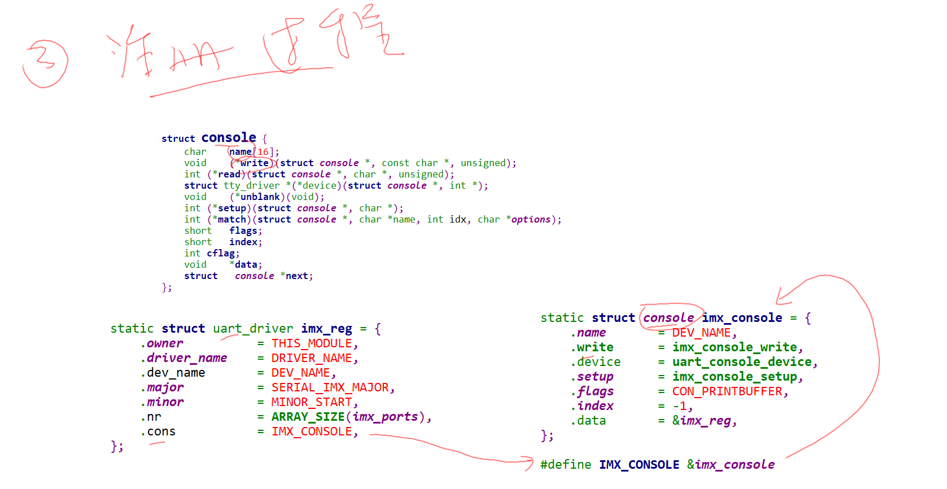 ③ 注册过程
struct console {
char name[16];
void (*write)(struct console *, const char *, unsigned);
int (*read)(struct console *, char *, unsigned);
struct tty_driver *(*device)(struct console *, int *);
void (*unblank)(void);
int (*setup)(struct console *, char *);
int (*match)(struct console *, char *name, int idx, char *options);
short flags;
short index;
int cflag;
void *data;
struct console *next;
};
static struct uart_driver imx_reg = {
.owner = THIS_MODULE,
.driver_name = DRIVER_NAME,
.dev_name = DEV_NAME,
.major = SERIAL_IMX_MAJOR,
.minor = MINOR_START,
.nr = ARRAY_SIZE(imx_ports),
.cons = IMX_CONSOLE,
};
static struct console imx_console = {
.name = DEV_NAME,
.write = imx_console_write,
.device = uart_console_device,
.setup = imx_console_setup,
.flags = CON_PRINTBUFFER,
.index = -1,
.data = &imx_reg,
};
#define IMX_CONSOLE &imx_console